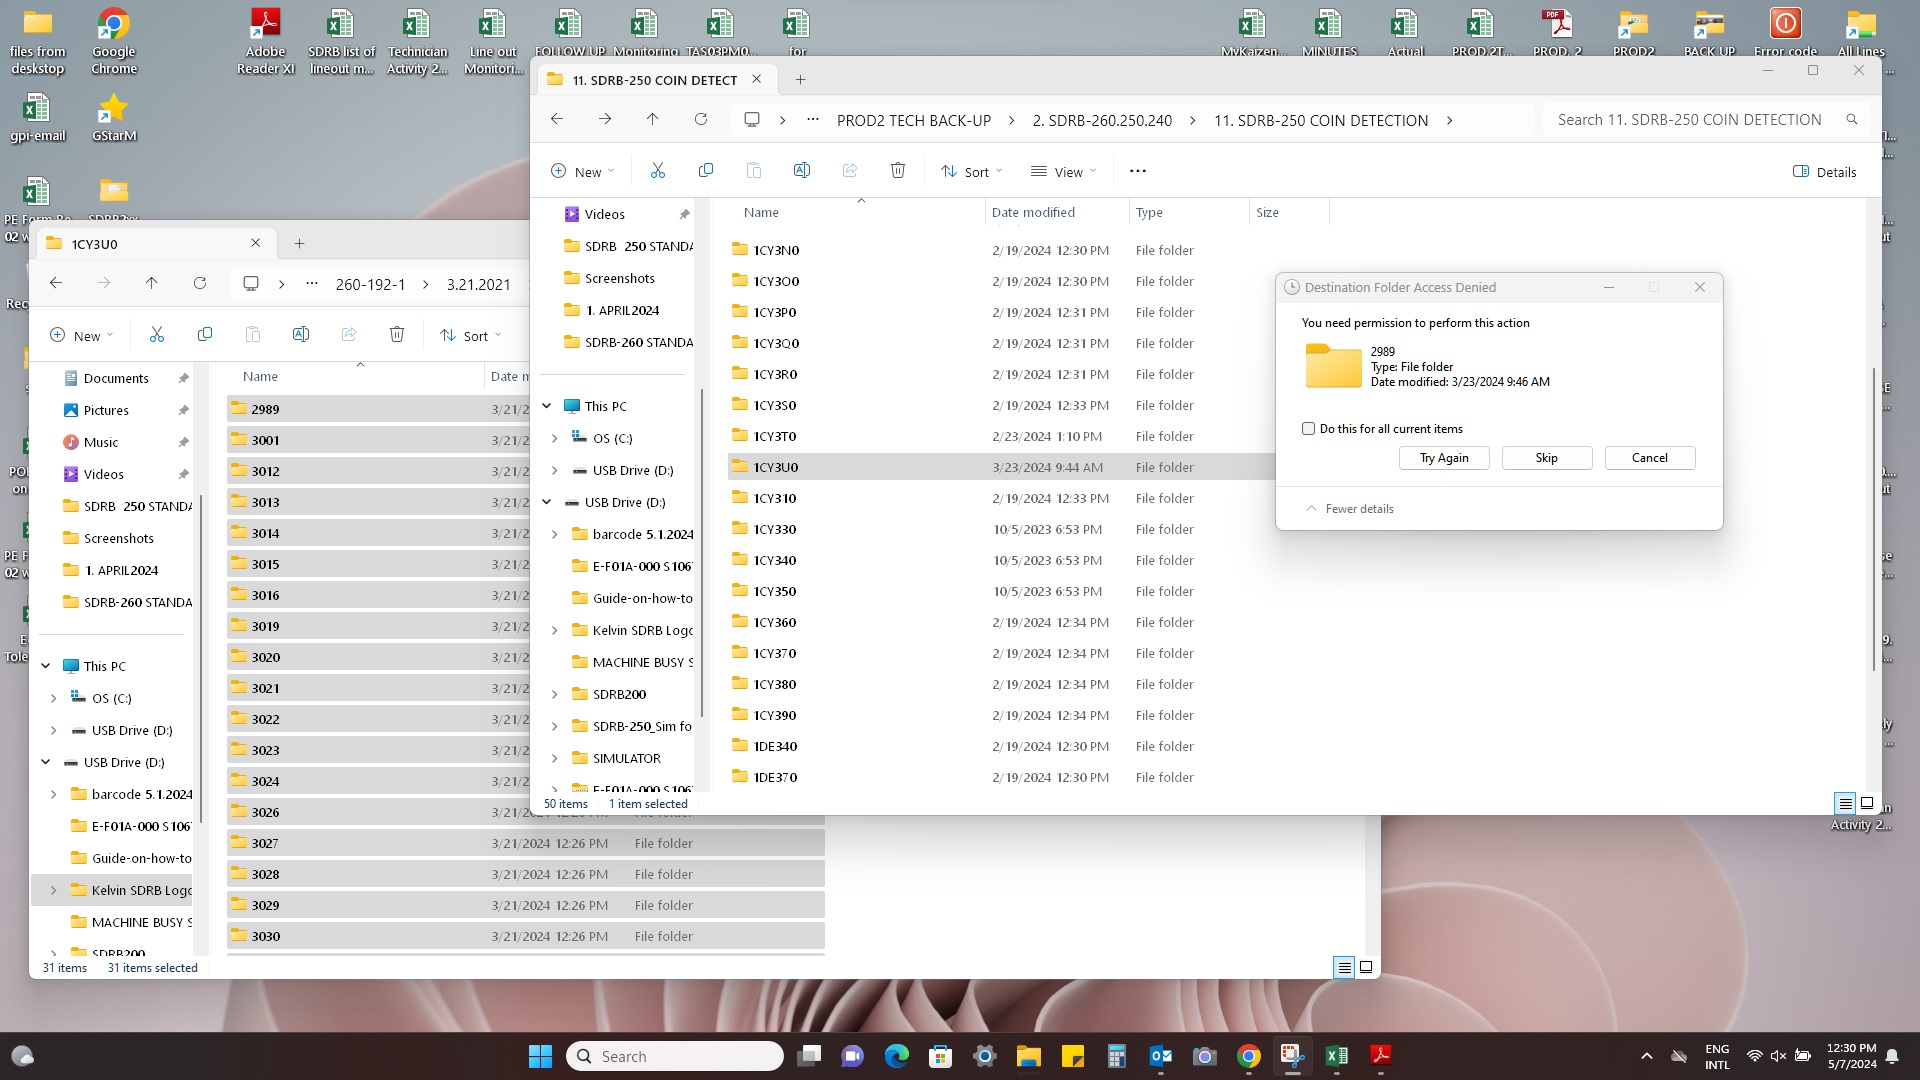 files from
deskstop
Google
Chrome
Adobe
Reader XI
SDRB list of
lineout m...
Technician
Activity 2...
Line out
Monitori...
FOLLOW UP
Monitoring
TAS03PM0...
for
MyKaizen...
MINUTES
Actual
PROD.2T...
PROD. 2
PROD2
BACK UP
Error code
All Lines
gpi-email
GStarM
PE Form Re
02 w
SDRB2xx
11. SDRB-250 COIN DETECT
PROD2 TECH BACK-UP
2. SDRB-260.250.240
11. SDRB-250 COIN DETECTION
Search 11. SDRB-250 COIN DETECTION
New
Sort
View
Details
Name
Date modified
Type
Size
Videos
SDRB 250 STANDA
Screenshots
1. APRIL2024
SDRB-260 STANDA
This PC
OS (C:)
USB Drive (D:)
USB Drive (D:)
barcode 5.1.2024
E-F01A-000 S106
Guide-on-how-to
Kelvin SDRB Logo
MACHINE BUSY S
SDRB200
SDRB-250_Sim fo
SIMULATOR
E-F01A-000 S106
1CY3N0 2/19/2024 12:30 PM File folder
1CY3O0 2/19/2024 12:30 PM File folder
1CY3P0 2/19/2024 12:31 PM File folder
1CY3Q0 2/19/2024 12:31 PM File folder
1CY3R0 2/19/2024 12:31 PM File folder
1CY3S0 2/19/2024 12:33 PM File folder
1CY3T0 2/23/2024 1:10 PM File folder
1CY3U0 3/23/2024 9:44 AM File folder
1CY310 2/19/2024 12:33 PM File folder
1CY330 10/5/2023 6:53 PM File folder
1CY340 10/5/2023 6:53 PM File folder
1CY350 10/5/2023 6:53 PM File folder
1CY360 2/19/2024 12:34 PM File folder
1CY370 2/19/2024 12:34 PM File folder
1CY380 2/19/2024 12:34 PM File folder
1CY390 2/19/2024 12:34 PM File folder
1DE340 2/19/2024 12:30 PM File folder
1DE370 2/19/2024 12:30 PM File folder
50 items 1 item selected
Destination Folder Access Denied
You need permission to perform this action
2989
Type: File folder
Date modified: 3/23/2024 9:46 AM
Do this for all current items
Try Again
Skip
Cancel
Fewer details
1CY3U0
260-192-1
3.21.2021
New
Sort
Name
Date m
Documents
Pictures
Music
Videos
SDRB 250 STANDA
Screenshots
1. APRIL2024
SDRB-260 STANDA
This PC
OS (C:)
USB Drive (D:)
USB Drive (D:)
barcode 5.1.2024
E-F01A-000 S106
Guide-on-how-to
Kelvin SDRB Logo
MACHINE BUSY S
SDRB200
2989 3/21/2
3001 3/21/2
3012 3/21/2
3013 3/21/2
3014 3/21/2
3015 3/21/2
3016 3/21/2
3019 3/21/2
3020 3/21/2
3021 3/21/2
3022 3/21/2
3023 3/21/2
3024 3/21/2
3026 3/21/2024 12:26 PM File folder
3027 3/21/2024 12:26 PM File folder
3028 3/21/2024 12:26 PM File folder
3029 3/21/2024 12:26 PM File folder
3030 3/21/2024 12:26 PM File folder
31 items 31 items selected
Activity 2...
Search
ENG
INTL
12:30 PM
5/7/2024